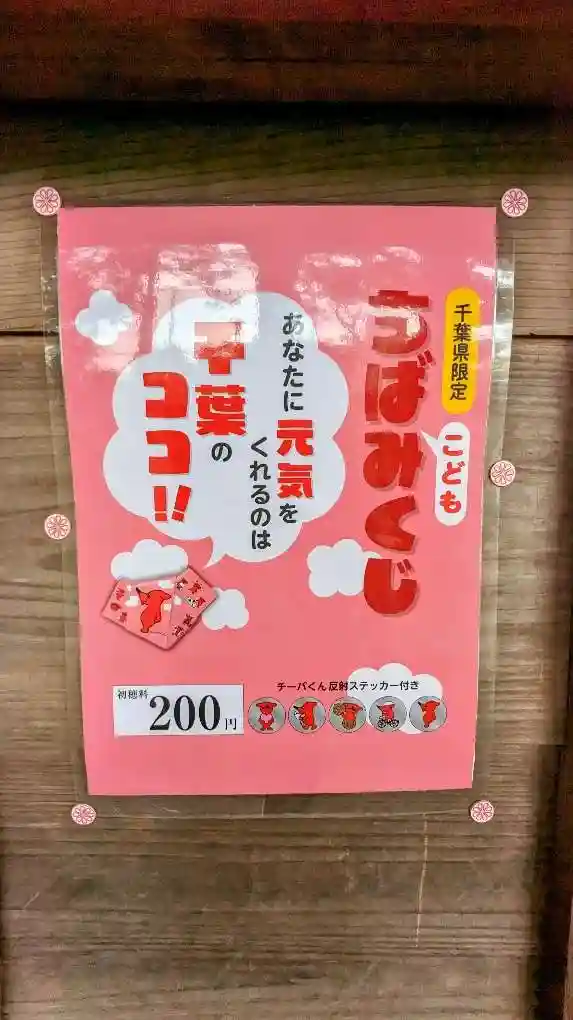 千葉県限定
こども
ちばみくじ
あなたに元気を
くれるのは
千葉の
ココ!!
チーバくん反射ステッカー付き
初穂料
200円